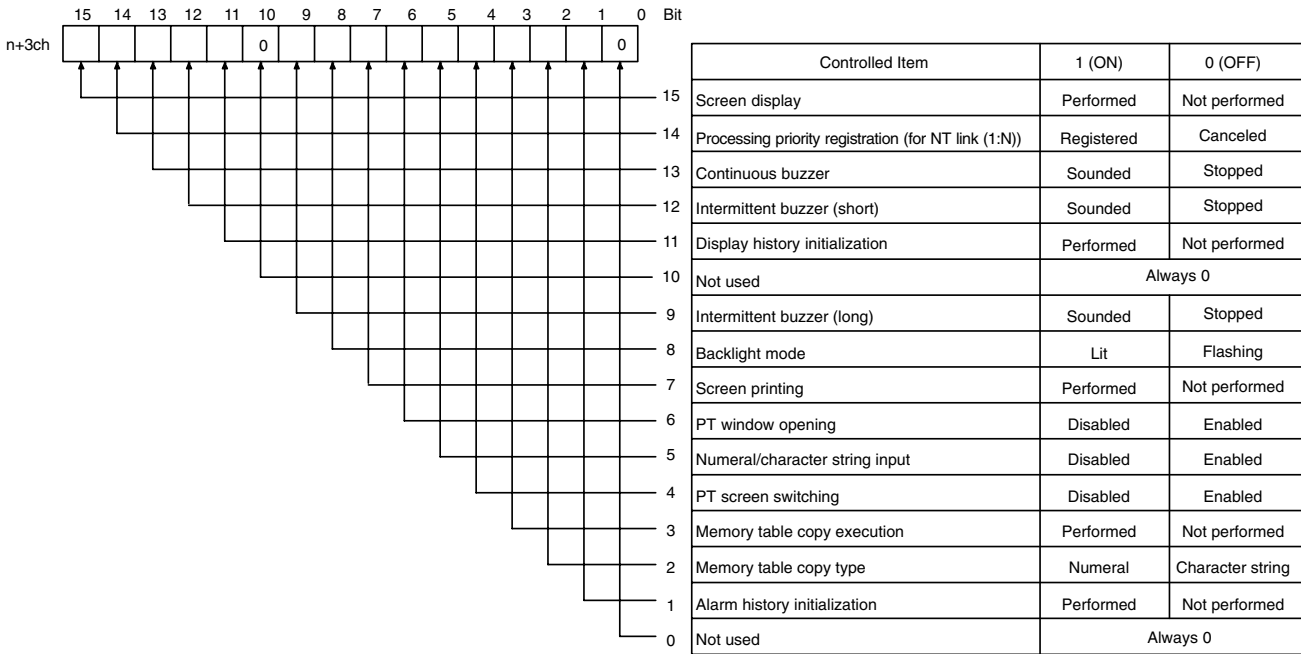 15 14 13 12 11 10 9 8 7 6 5 4 3 2 1 0 Bit
n+3ch 0 0
Controlled Item 1 (ON) 0 (OFF)
15 Screen display Performed Not performed
14 Processing priority registration (for NT link (1:N)) Registered Canceled
13 Continuous buzzer Sounded Stopped
12 Intermittent buzzer (short) Sounded Stopped
11 Display history initialization Performed Not performed
10 Not used Always 0
9 Intermittent buzzer (long) Sounded Stopped
8 Backlight mode Lit Flashing
7 Screen printing Performed Not performed
6 PT window opening Disabled Enabled
5 Numeral/character string input Disabled Enabled
4 PT screen switching Disabled Enabled
3 Memory table copy execution Performed Not performed
2 Memory table copy type Numeral Character string
1 Alarm history initialization Performed Not performed
0 Not used Always 0